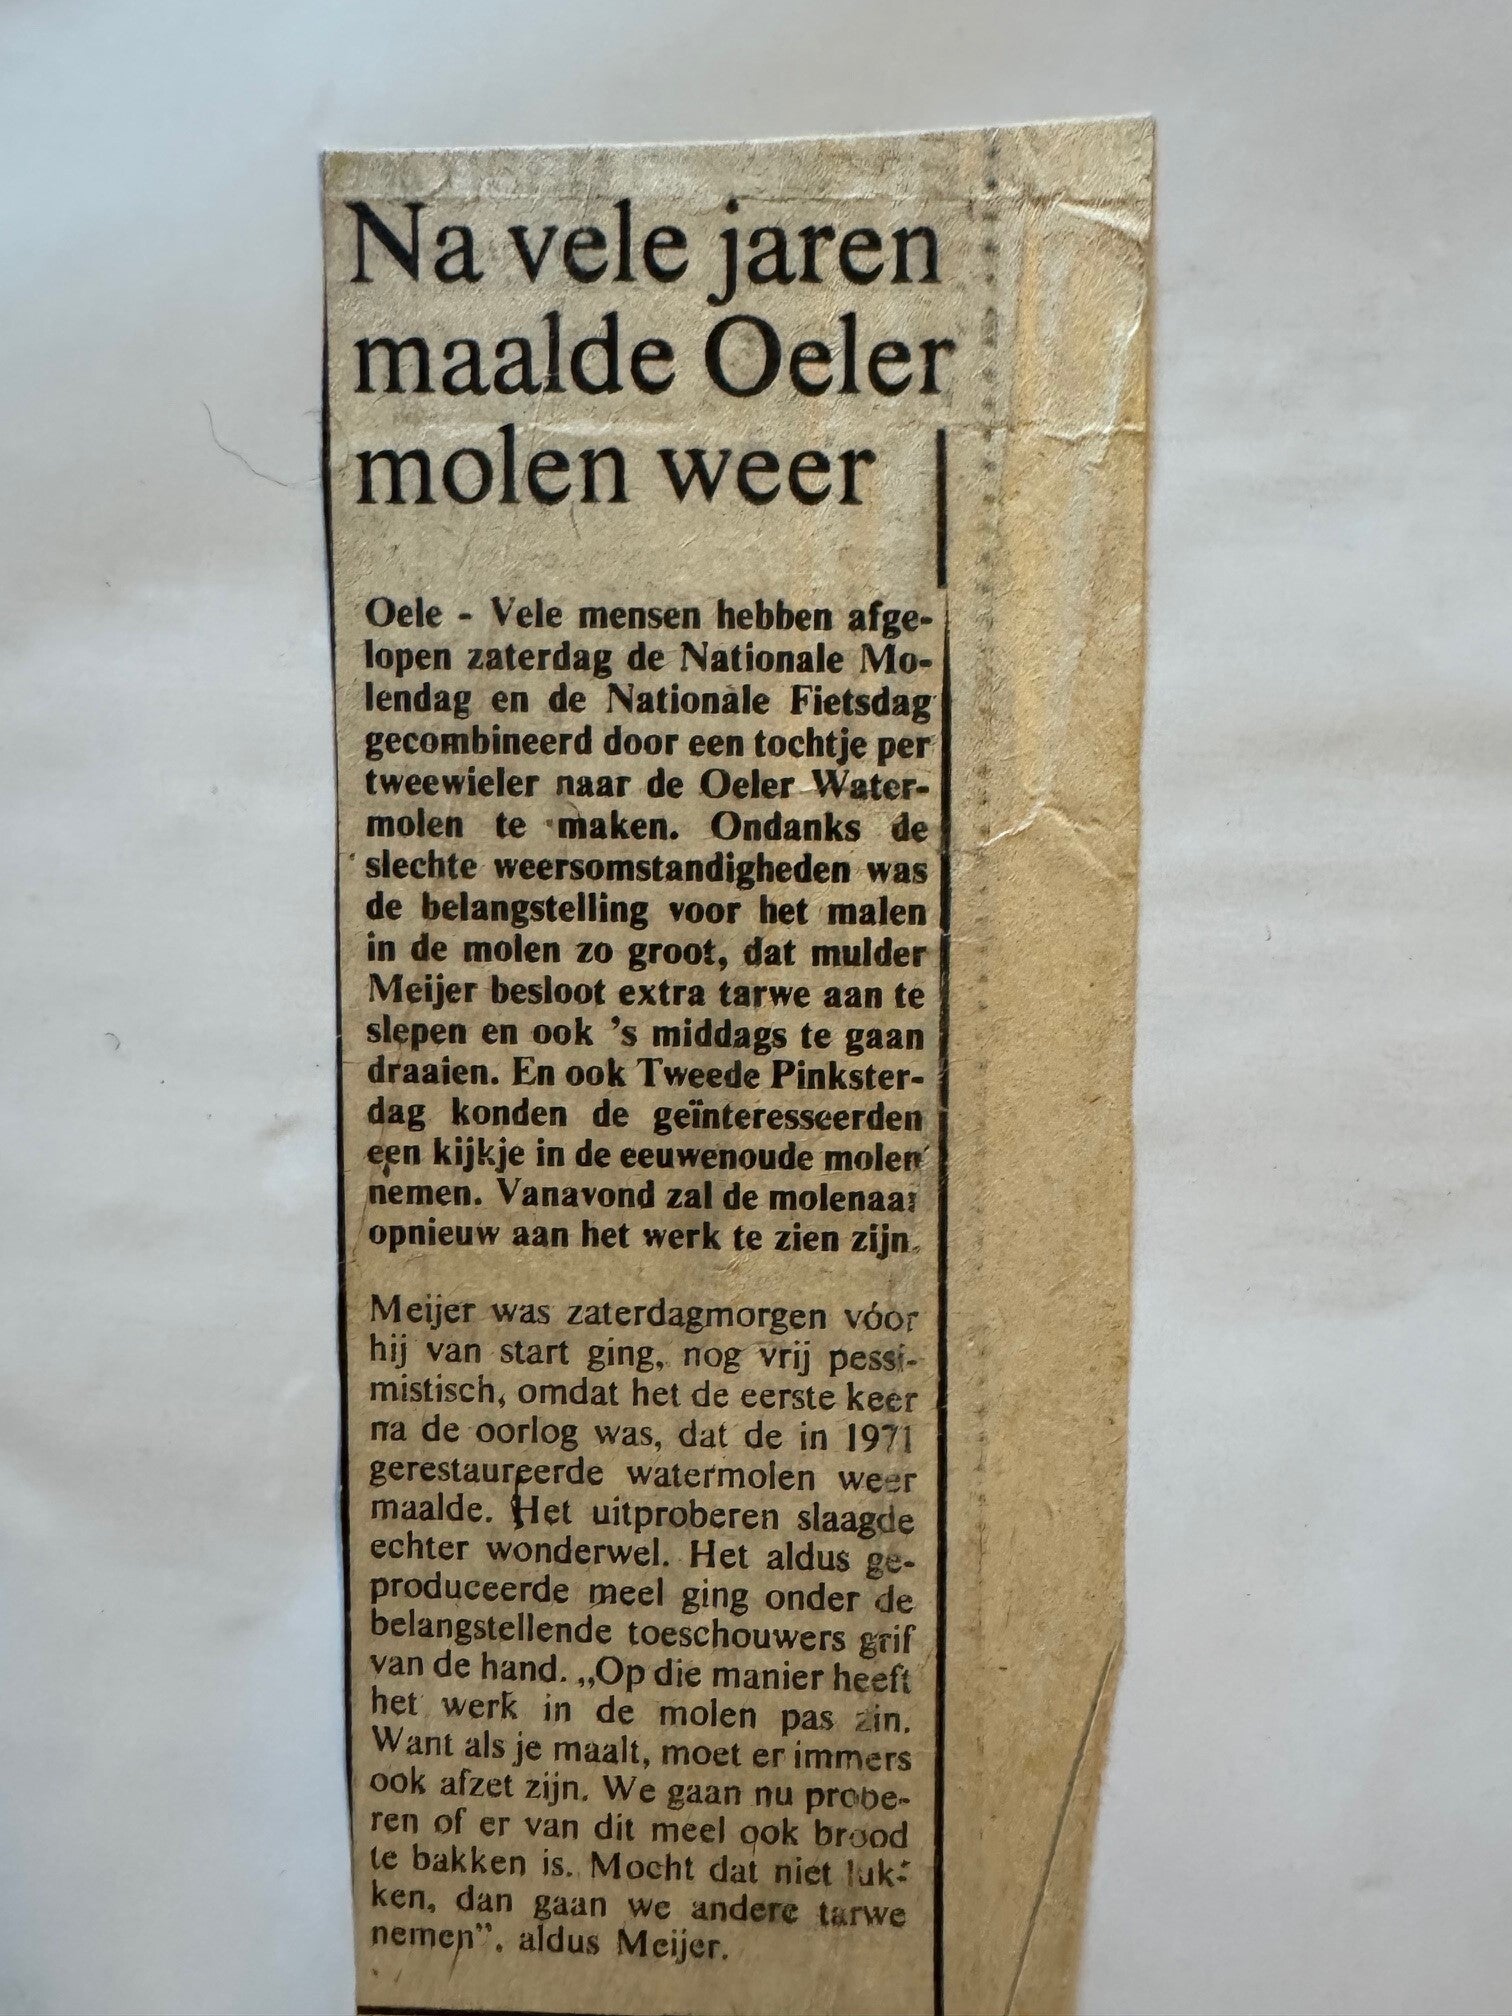 Na vele jaren
maalde Oeler
molen weer
Oele - Vele mensen hebben afge-
lopen zaterdag de Nationale Mo-
lendag en de Nationale Fietsdag
gecombineerd door een tochtje per
tweewieler naar de Oeler Water-
molen te maken. Ondanks de
slechte weersomstandigheden was
de belangstelling voor het malen
in de molen zo groot, dat mulder
Meijer besloot extra tarwe aan te
slepen en ook 's middags te gaan
draaien. En ook Tweede Pinkster-
dag konden de geïnteresseerden
een kijkje in de eeuwenoude molen
nemen. Vanavond zal de molenaar
opnieuw aan het werk te zien zijn.
Meijer was zaterdagmorgen vóor
hij van start ging, nog vrij pessi-
mistisch, omdat het de eerste keer
na de oorlog was, dat de in 1971
gerestaureerde watermolen weer
maalde. Het uitproberen slaagde
echter wonderwel. Het aldus ge-
produceerde meel ging onder de
belangstellende toeschouwers grif
van de hand. „Op die manier heeft
het werk in de molen pas zin.
Want als je maalt, moet er immers
ook afzet zijn. We gaan nu probe-
ren of er van dit meel ook brood
te bakken is. Mocht dat niet luk-
ken, dan gaan we andere tarwe
nemen”, aldus Meijer.